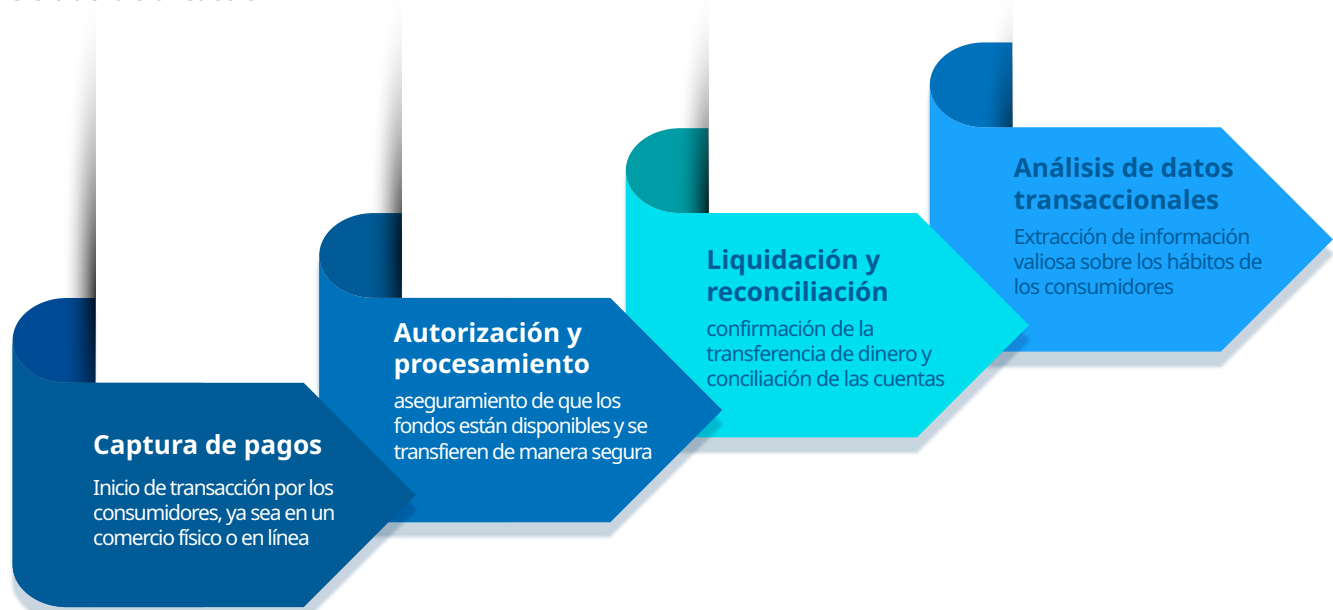 Captura de pagos
Inicio de transacción por los
consumidores, ya sea en un
comercio físico o en línea
Autorización y
procesamiento
aseguramiento de que los
fondos están disponibles y se
transfieren de manera segura
Liquidación y
reconciliación
confirmación de la
transferencia de dinero y
conciliación de las cuentas
Análisis de datos
transaccionales
Extracción de información
valiosa sobre los hábitos de
los consumidores